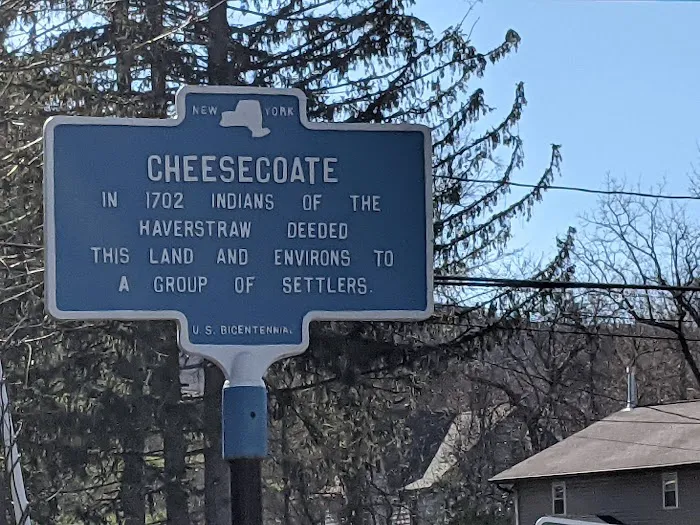 NEW YORK
CHEESECOATE
IN 1702 INDIANS OF THE
HAVERSTRAW DEEDED
THIS LAND AND ENVIRONS TO
A GROUP OF SETTLERS.
U.S. BICENTENNIAL